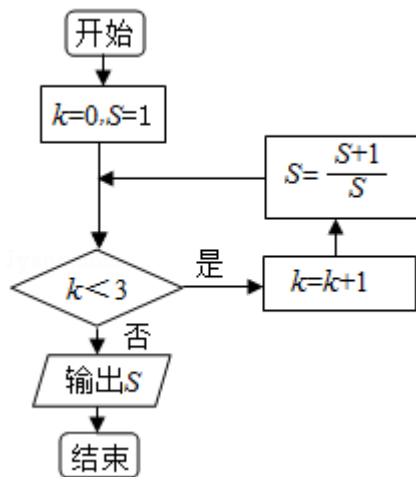 开始
k=0,S=1
S= S+1/S
k<3
是
k=k+1
否
输出S
结束